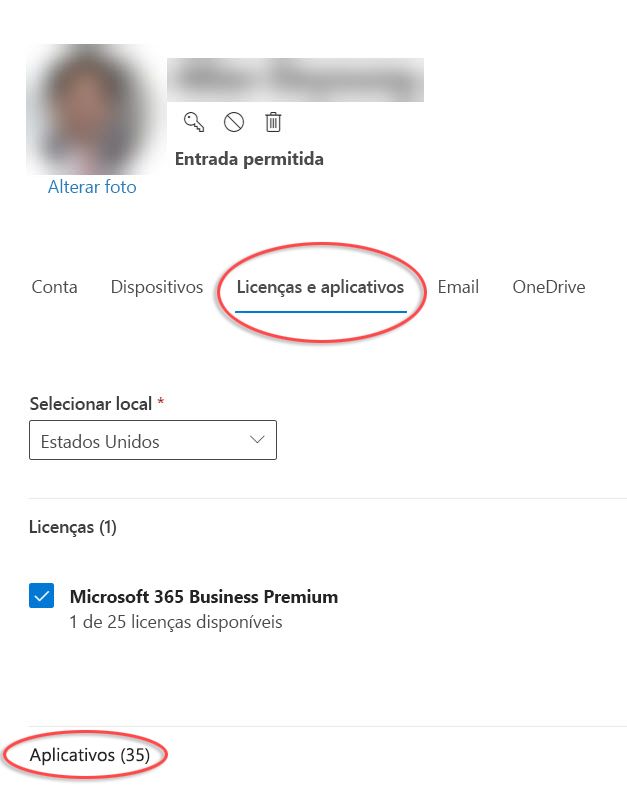 Entrada permitida
Alterar foto
Conta Dispositivos Licenças e aplicativos Email OneDrive
Selecionar local *
Estados Unidos
Licenças (1)
Microsoft 365 Business Premium
1 de 25 licenças disponíveis
Aplicativos (35)